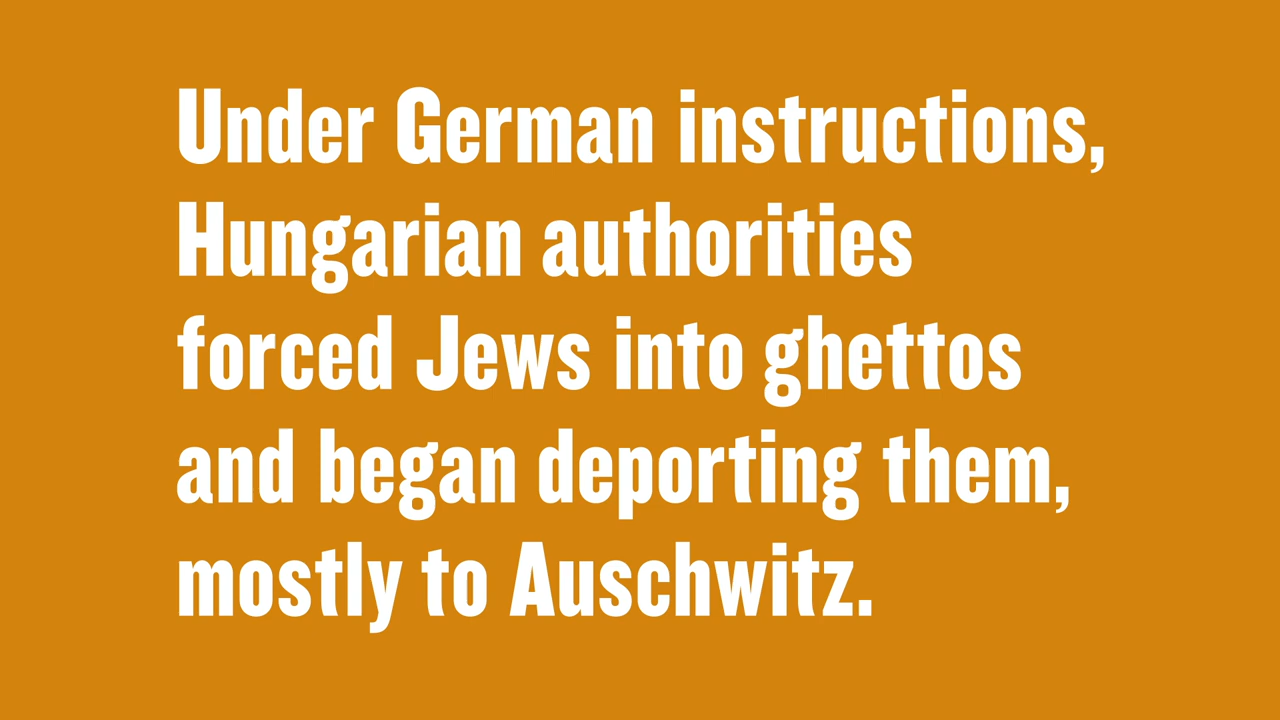 Under German instructions,
Hungarian authorities
forced Jews into ghettos
and began deporting them,
mostly to Auschwitz.